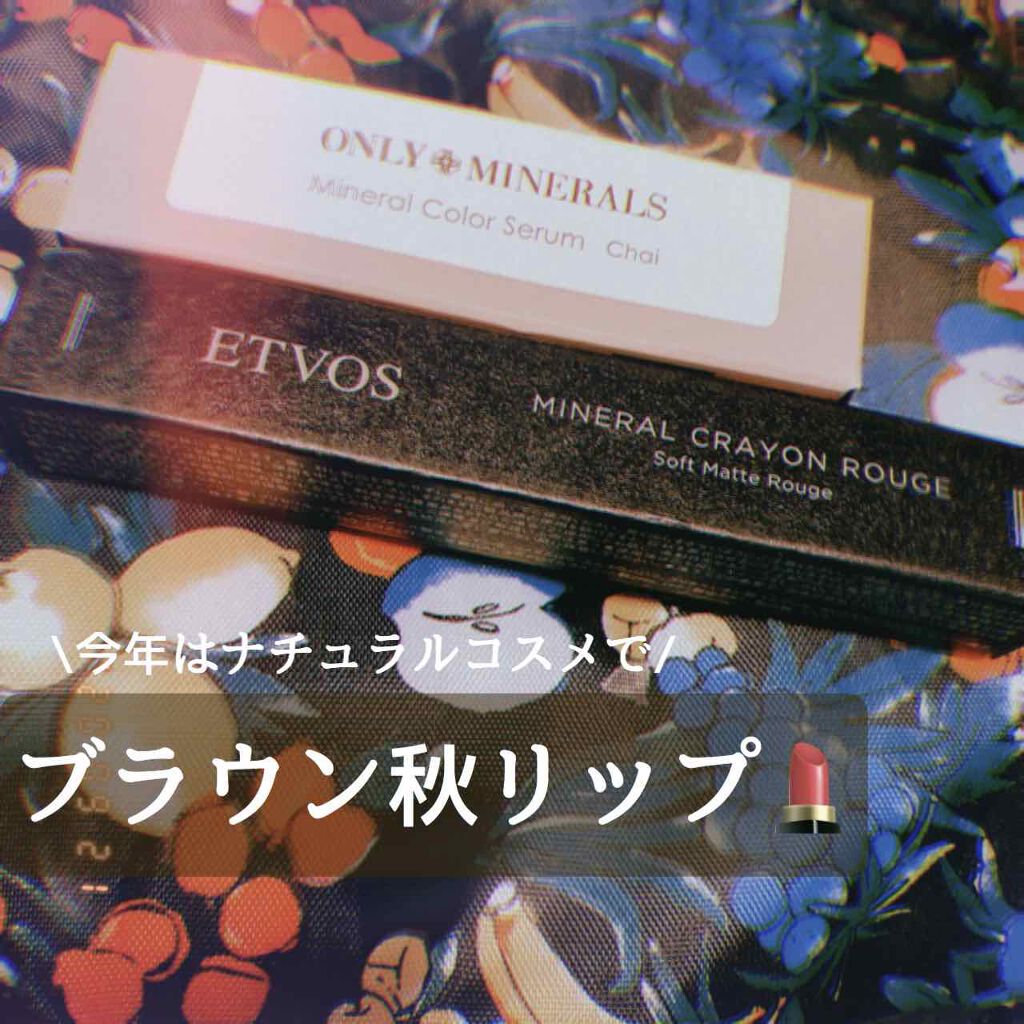 ONLY MINERALS
Mineral Color Serum Chai
ETVOS
MINERAL CRAYON ROUGE
Soft Matte Rouge
\今年はナチュラルコスメで/
ブラウン秋リップ💄